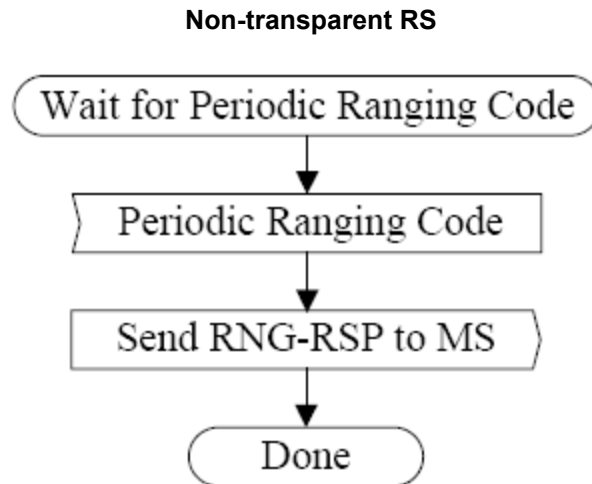 Non-transparent RS
Wait for Periodic Ranging Code
Periodic Ranging Code
Send RNG-RSP to MS
Done